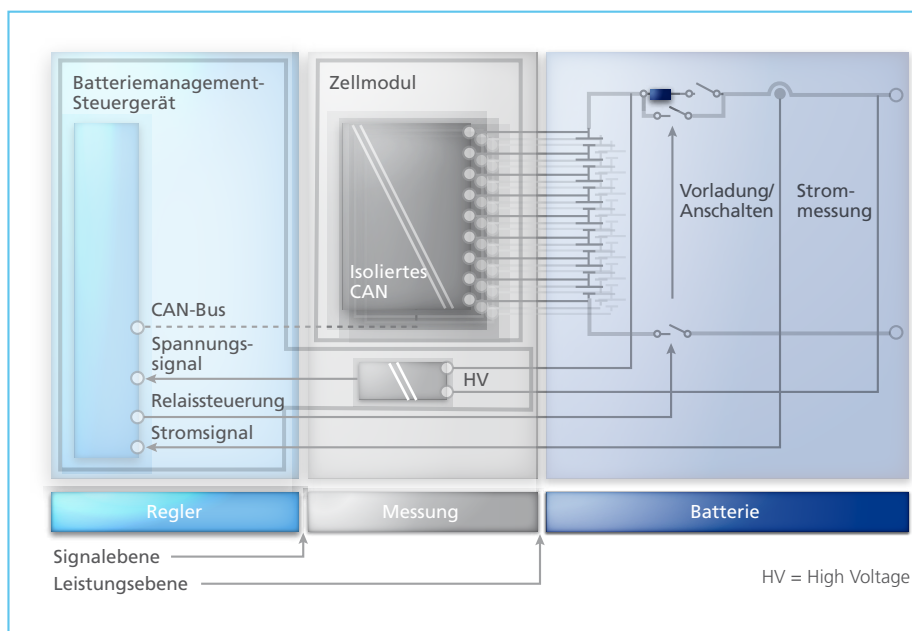 Batteriemanagement-
Steuergerät
Zellmodul
Isoliertes
CAN
Vorladung/
Anschalten
Strom-
messung
CAN-Bus
Spannungs-
signal
HV
Relaissteuerung
Stromsignal
Regler
Messung
Batterie
Signalebene
Leistungsebene
HV = High Voltage